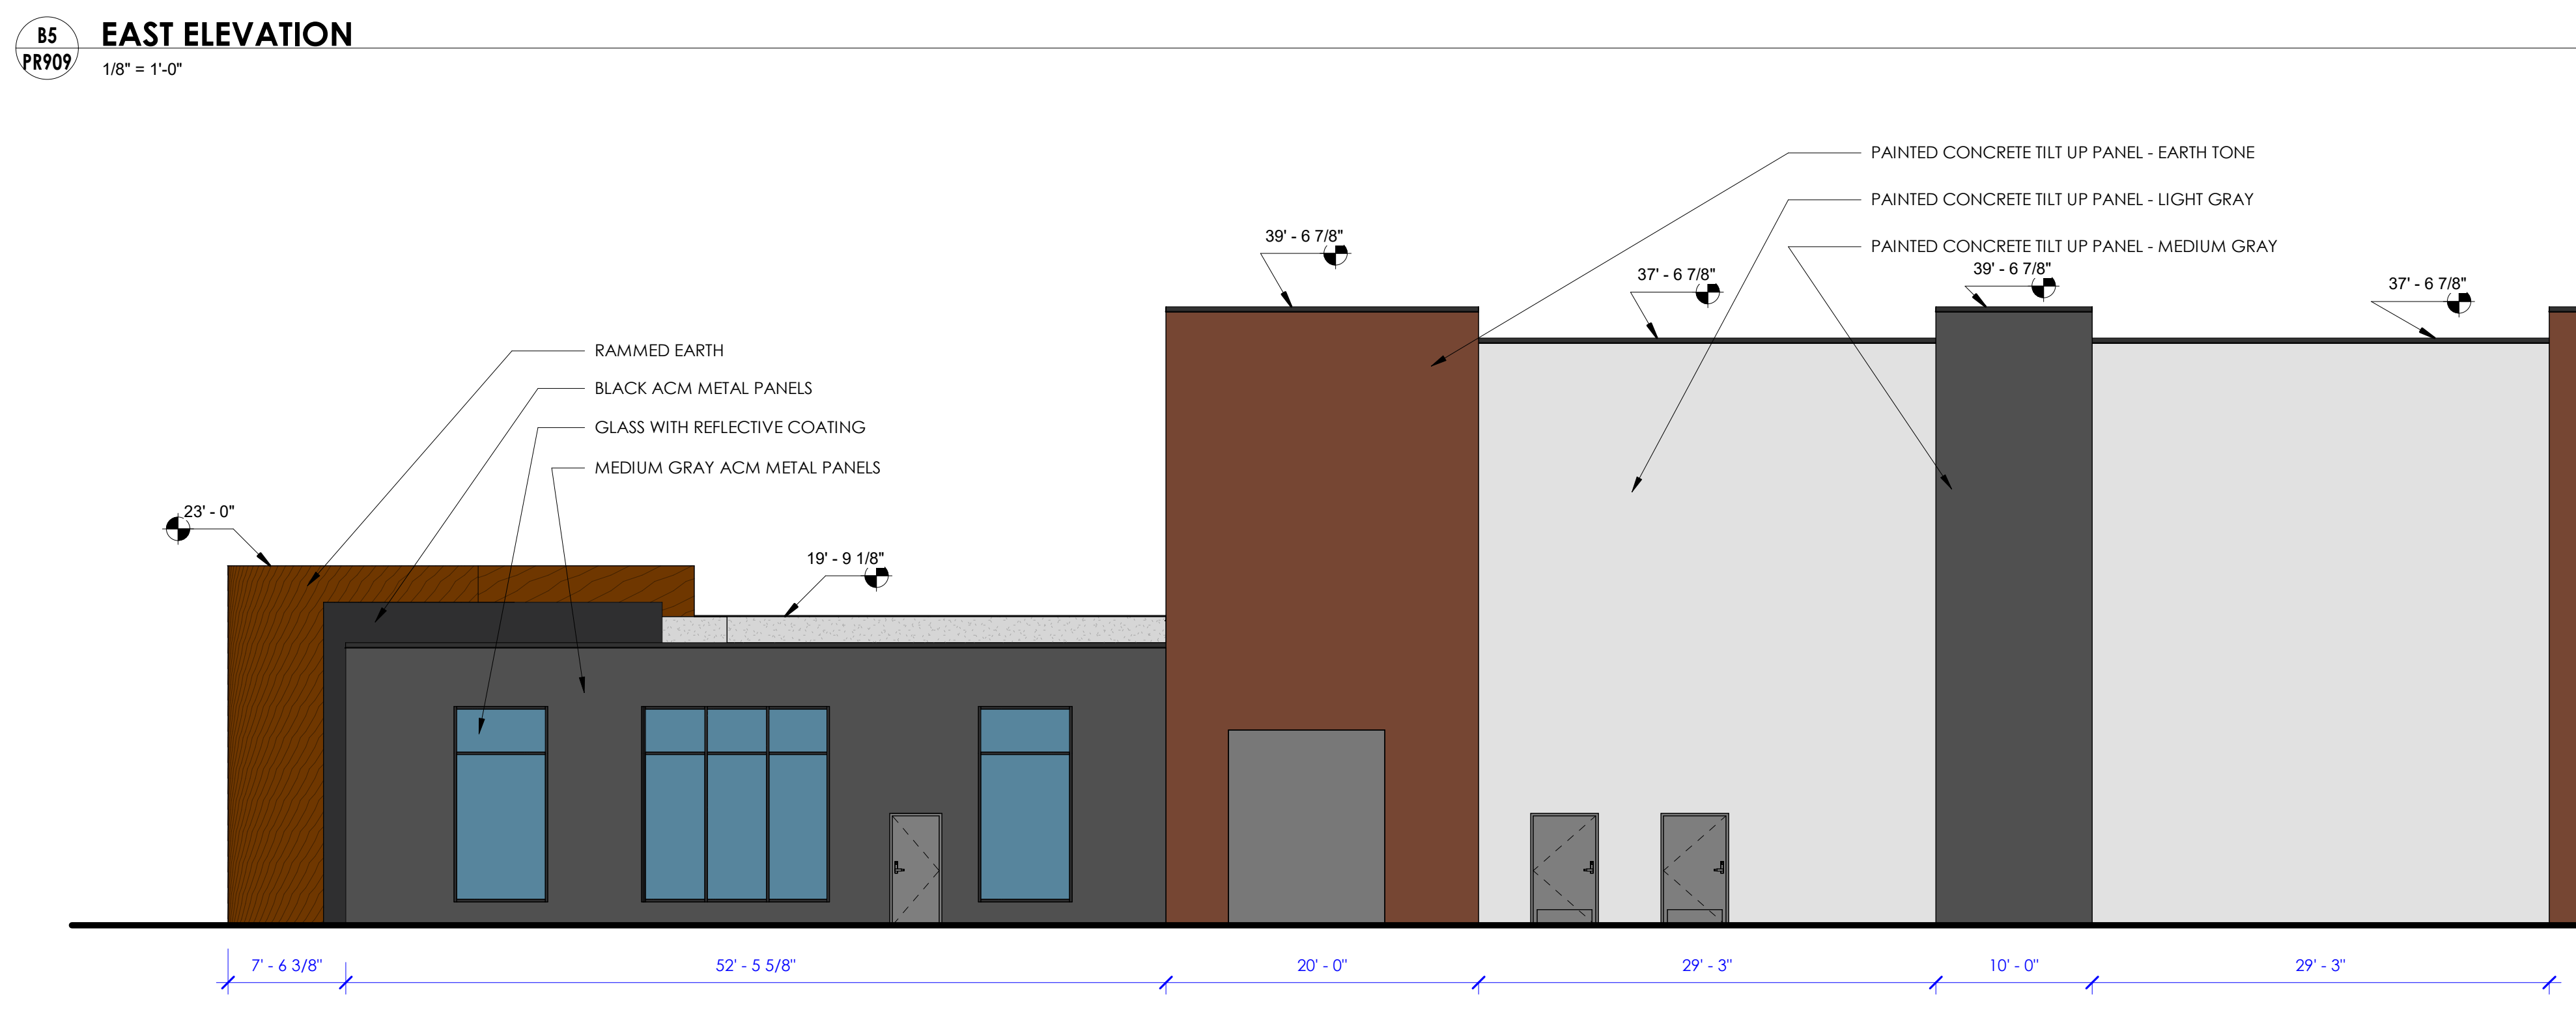 B5
PR909
EAST ELEVATION
1/8" = 1'-0"
PAINTED CONCRETE TILT UP PANEL - EARTH TONE
PAINTED CONCRETE TILT UP PANEL - LIGHT GRAY
39' - 6 7/8"
PAINTED CONCRETE TILT UP PANEL - MEDIUM GRAY
37' - 6 7/8"
39' - 6 7/8"
37' - 6 7/8"
RAMMED EARTH
BLACK ACM METAL PANELS
GLASS WITH REFLECTIVE COATING
MEDIUM GRAY ACM METAL PANELS
23' - 0"
19' - 9 1/8"
7' - 6 3/8"
52' - 5 5/8"
20' - 0"
29' - 3"
10' - 0"
29' - 3"